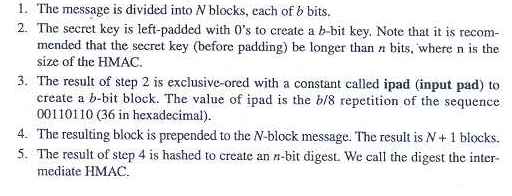 1. The message is divided into N blocks, each of b bits.
2. The secret key is left-padded with 0's to create a b-bit key. Note that it is recom-
mended that the secret key (before padding) be longer than n bits, where n is the
size of the HMAC.
3. The result of step 2 is exclusive-ored with a constant called ipad (input pad) to
create a b-bit block. The value of ipad is the b/8 repetition of the sequence
00110110 (36 in hexadecimal).
4. The resulting block is prepended to the N-block message. The result is N + 1 blocks.
5. The result of step 4 is hashed to create an n-bit digest. We call the digest the inter-
mediate HMAC.